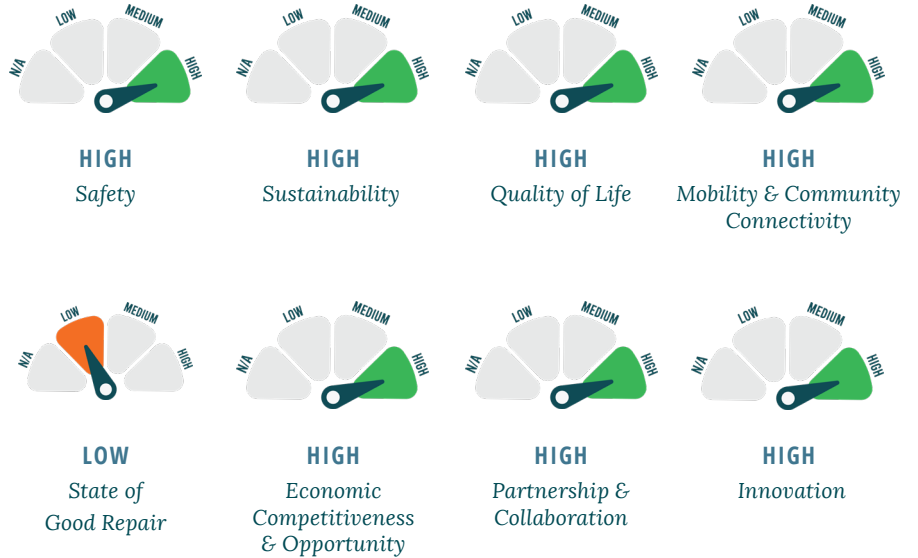 N/A LOW MEDIUM HIGH
HIGH
Safety
N/A LOW MEDIUM HIGH
HIGH
Sustainability
N/A LOW MEDIUM HIGH
HIGH
Quality of Life
N/A LOW MEDIUM HIGH
HIGH
Mobility & Community
Connectivity
N/A LOW MEDIUM HIGH
LOW
State of
Good Repair
N/A LOW MEDIUM HIGH
HIGH
Economic
Competitiveness
& Opportunity
N/A LOW MEDIUM HIGH
HIGH
Partnership &
Collaboration
N/A LOW MEDIUM HIGH
HIGH
Innovation